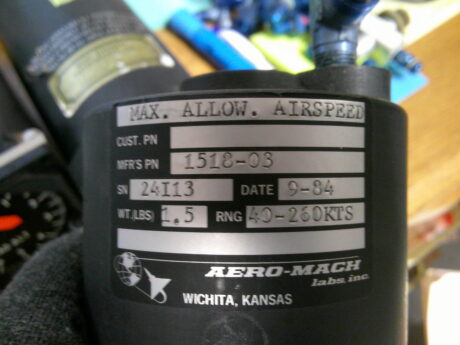 MAX. ALLOW. AIRSPEED
CUST. PN
MFR'S PN 1518-03
SN 24113 DATE 9-84
WT.(LBS) 1.5 RNG 40-260KTS
AERO-MACH
labs, inc.
WICHITA, KANSAS